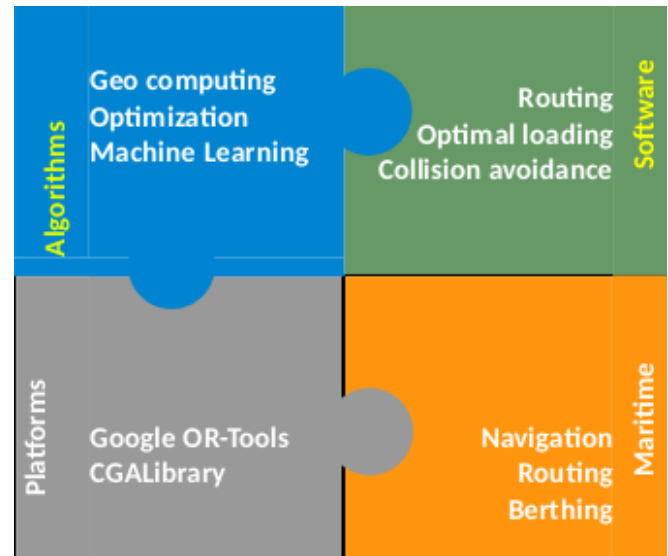 Algorithms
Geo computing
Optimization
Machine Learning
Routing
Optimal loading
Collision avoidance
Software
Platforms
Google OR-Tools
CGALibrary
Navigation
Routing
Berthing
Maritime